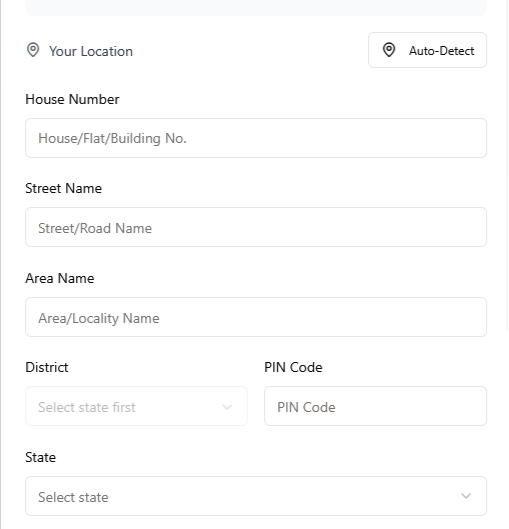 Your Location
Auto-Detect
House Number
House/Flat/Building No.
Street Name
Street/Road Name
Area Name
Area/Locality Name
District
PIN Code
Select state first
PIN Code
State
Select state